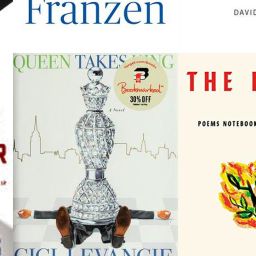 Franzen
DAVID
QUEEN TAKES KING
Bookmarked
30% OFF
A Novel
THE
POEMS NOTEBOOK
R
GIGI LEVANGIE